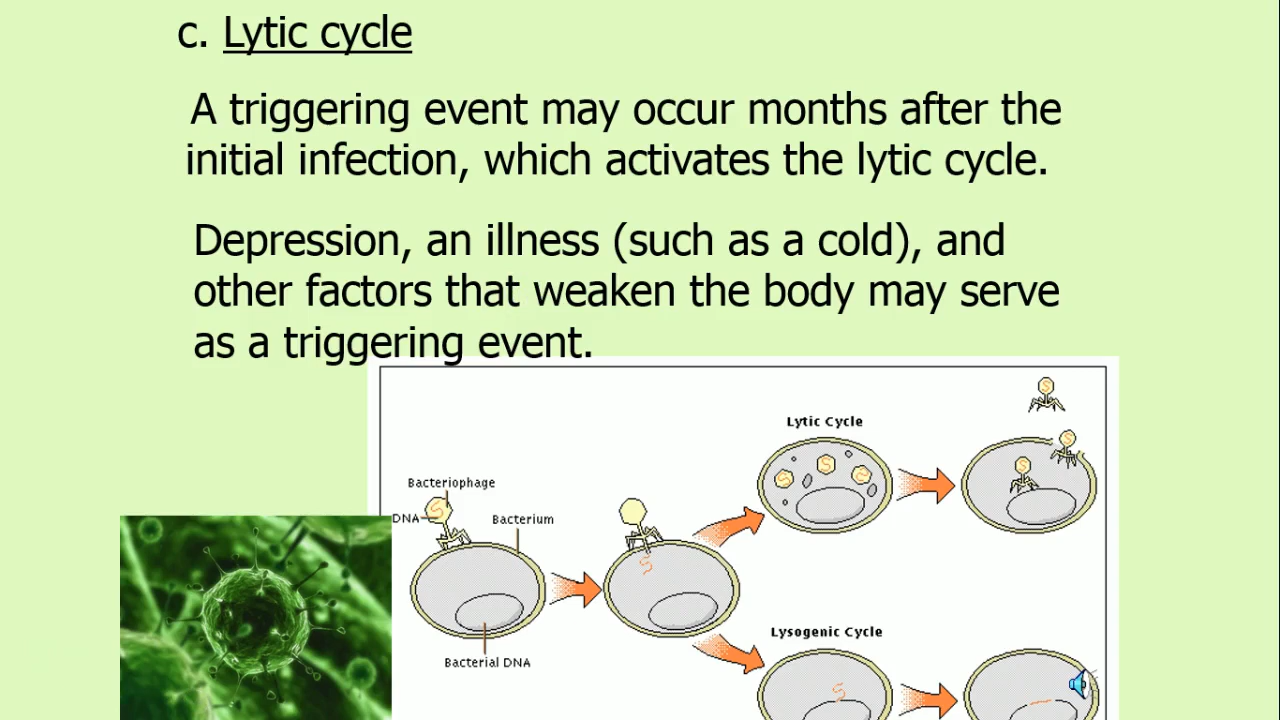 c. Lytic cycle
A triggering event may occur months after the
initial infection, which activates the lytic cycle.
Depression, an illness (such as a cold), and
other factors that weaken the body may serve
as a triggering event.
Lytic Cycle
Bacteriophage
DNA
Bacterium
Lysogenic Cycle
Bacterial DNA